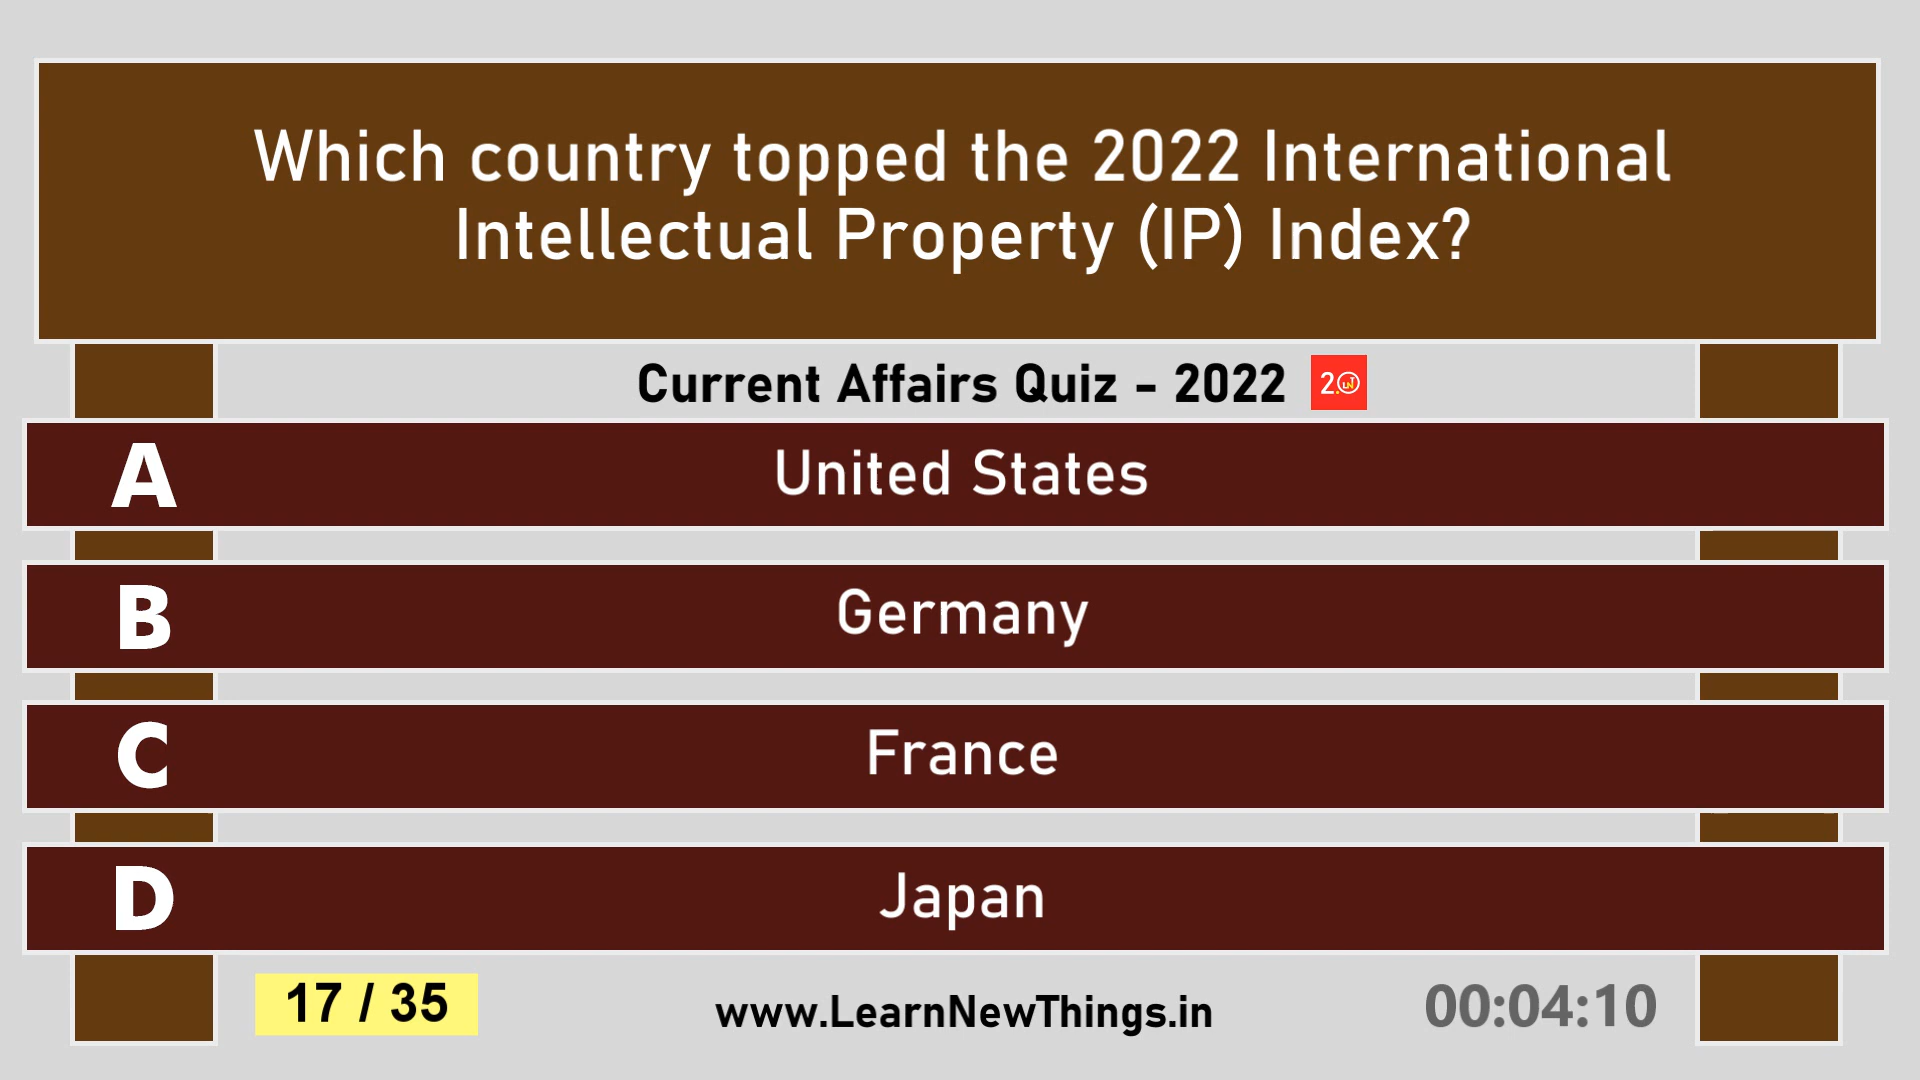 Which country topped the 2022 International
Intellectual Property (IP) Index?
Current Affairs Quiz - 2022
A
United States
B
Germany
C
France
D
Japan
17 / 35
www.LearnNewThings.in
00:04:10